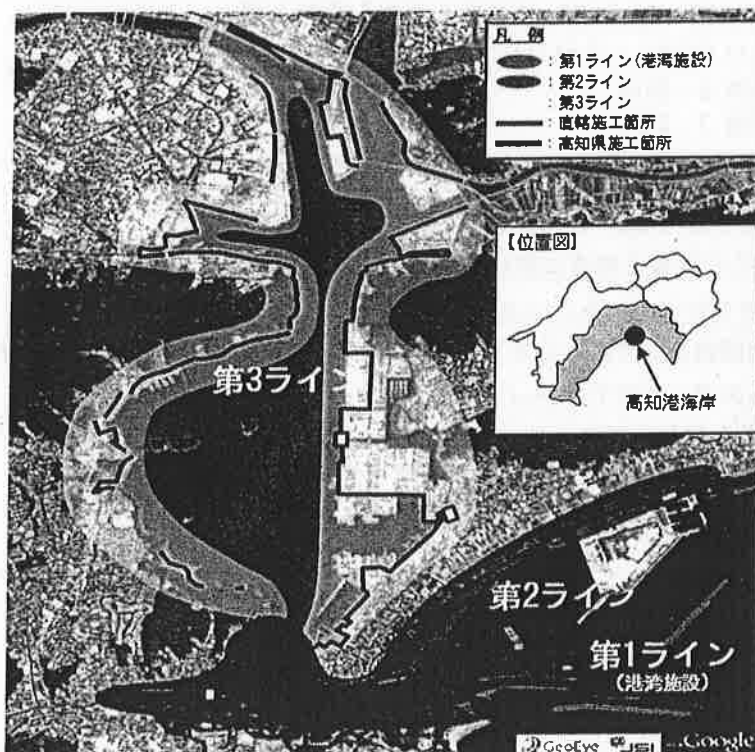 凡 例
: 第1ライン(港湾施設)
: 第2ライン
第3ライン
: 直轄施工箇所
: 高知県施工箇所
【位置図】
高知港海岸
第3ライン
第2ライン
第1ライン
(港湾施設)
GeoEye
Google